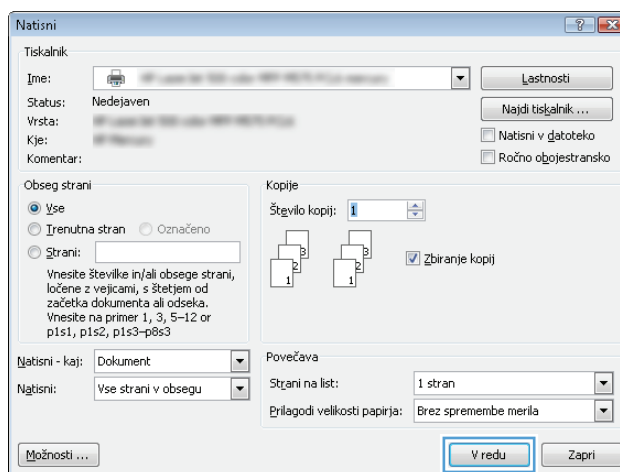 Natisni
Tiskalnik
Ime:
Lastnosti
Status: Nedejaven
Najdi tiskalnik ...
Vrsta:
Kje:
Natisni v datoteko
Komentar:
Ročno obojestransko
Obseg strani
Vse
Trenutna stran Označeno
Strani:
Vnesite številke in/ali obsege strani,
ločene z vejicami, s štetjem od
začetka dokumenta ali odseka.
Vnesite na primer 1, 3, 5–12 or
p1s1, p1s2, p1s3–p8s3
Kopije
Število kopij: 1
1 2 3 1 2 3
Zbiranje kopij
Natisni - kaj: Dokument
Natisni: Vse strani v obsegu
Povečava
Strani na list: 1 stran
Prilagodi velikosti papirja: Brez spremembe merila
Možnosti ...
V redu
Zapri